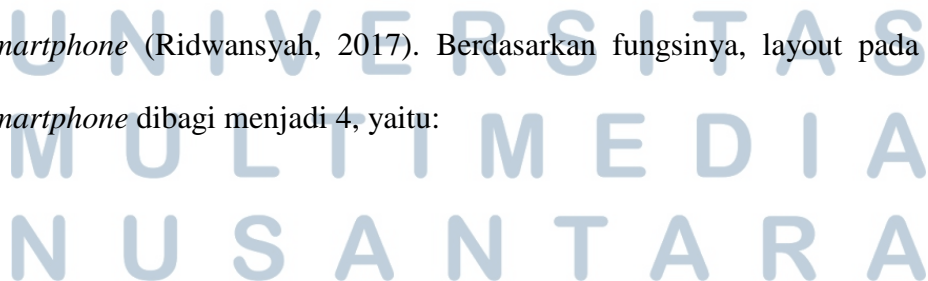 martphone (Ridwansyah, 2017). Berdasarkan fungsinya, layout pada
martphone dibagi menjadi 4, yaitu:
UNIVERSITAS
MULTIMEDIA
NUSANTARA